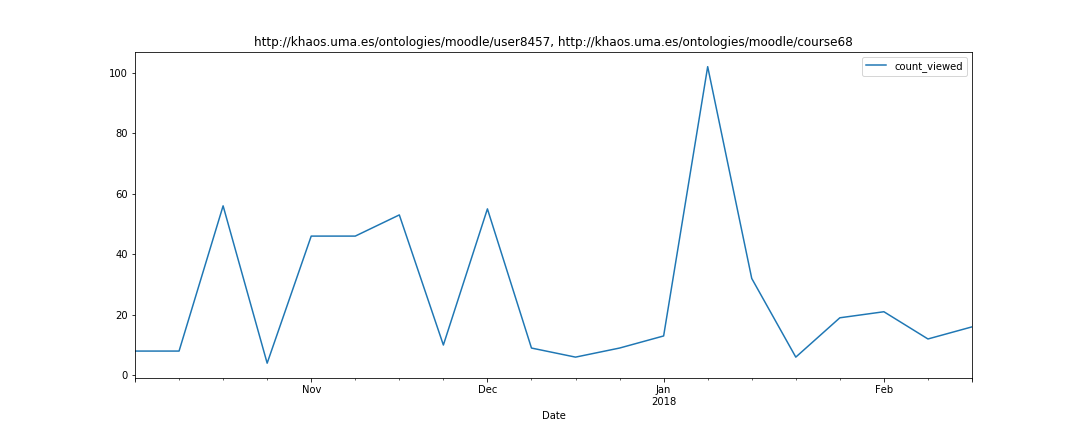 http://khaos.uma.es/ontologies/moodle/user8457, http://khaos.uma.es/ontologies/moodle/course68
count_viewed
100
80
60
40
20
0
Nov
Dec
Jan
2018
Feb
Date